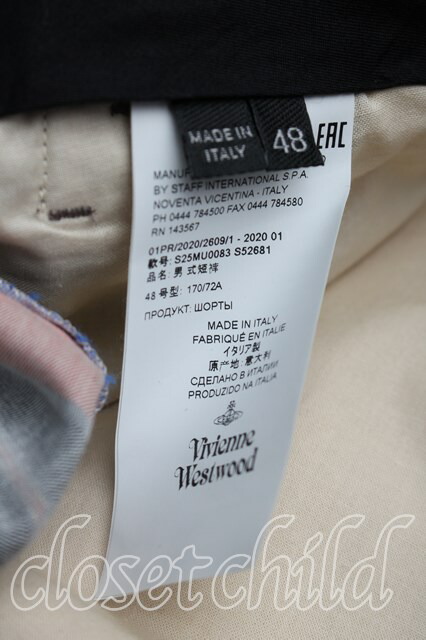 MADE IN
ITALY
48
EAC
MANUF
BY STAFF INTERNATIONAL S.P.A.
NOVENTA VICENTINA - ITALY
PH 0444 784500 FAX 0444 784580
RN 143567
01PR/2020/2609/1 - 2020 01
款号: S25MU0083 S52681
品名: 男式短裤
48 号型: 170/72A
ПРОДУКТ: ШОРТЫ
MADE IN ITALY
FABRIQUÉ EN ITALIE
イタリア製
原产地: 意大利
СДЕЛАНО В ИТАЛИИ
PRODUZIDO NA ITALIA
Vivienne
Westwood
closetchild